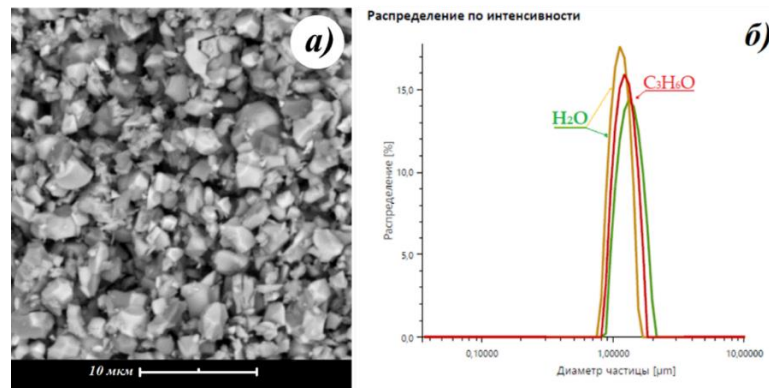 а)
10 мкм
Распределение по интенсивности
б)
Распределение [%]
15,0
10,0
5,0
0,0
C₃H₆O
H₂O
0,10000
1,00000
10,00000
Диаметр частицы [µm]